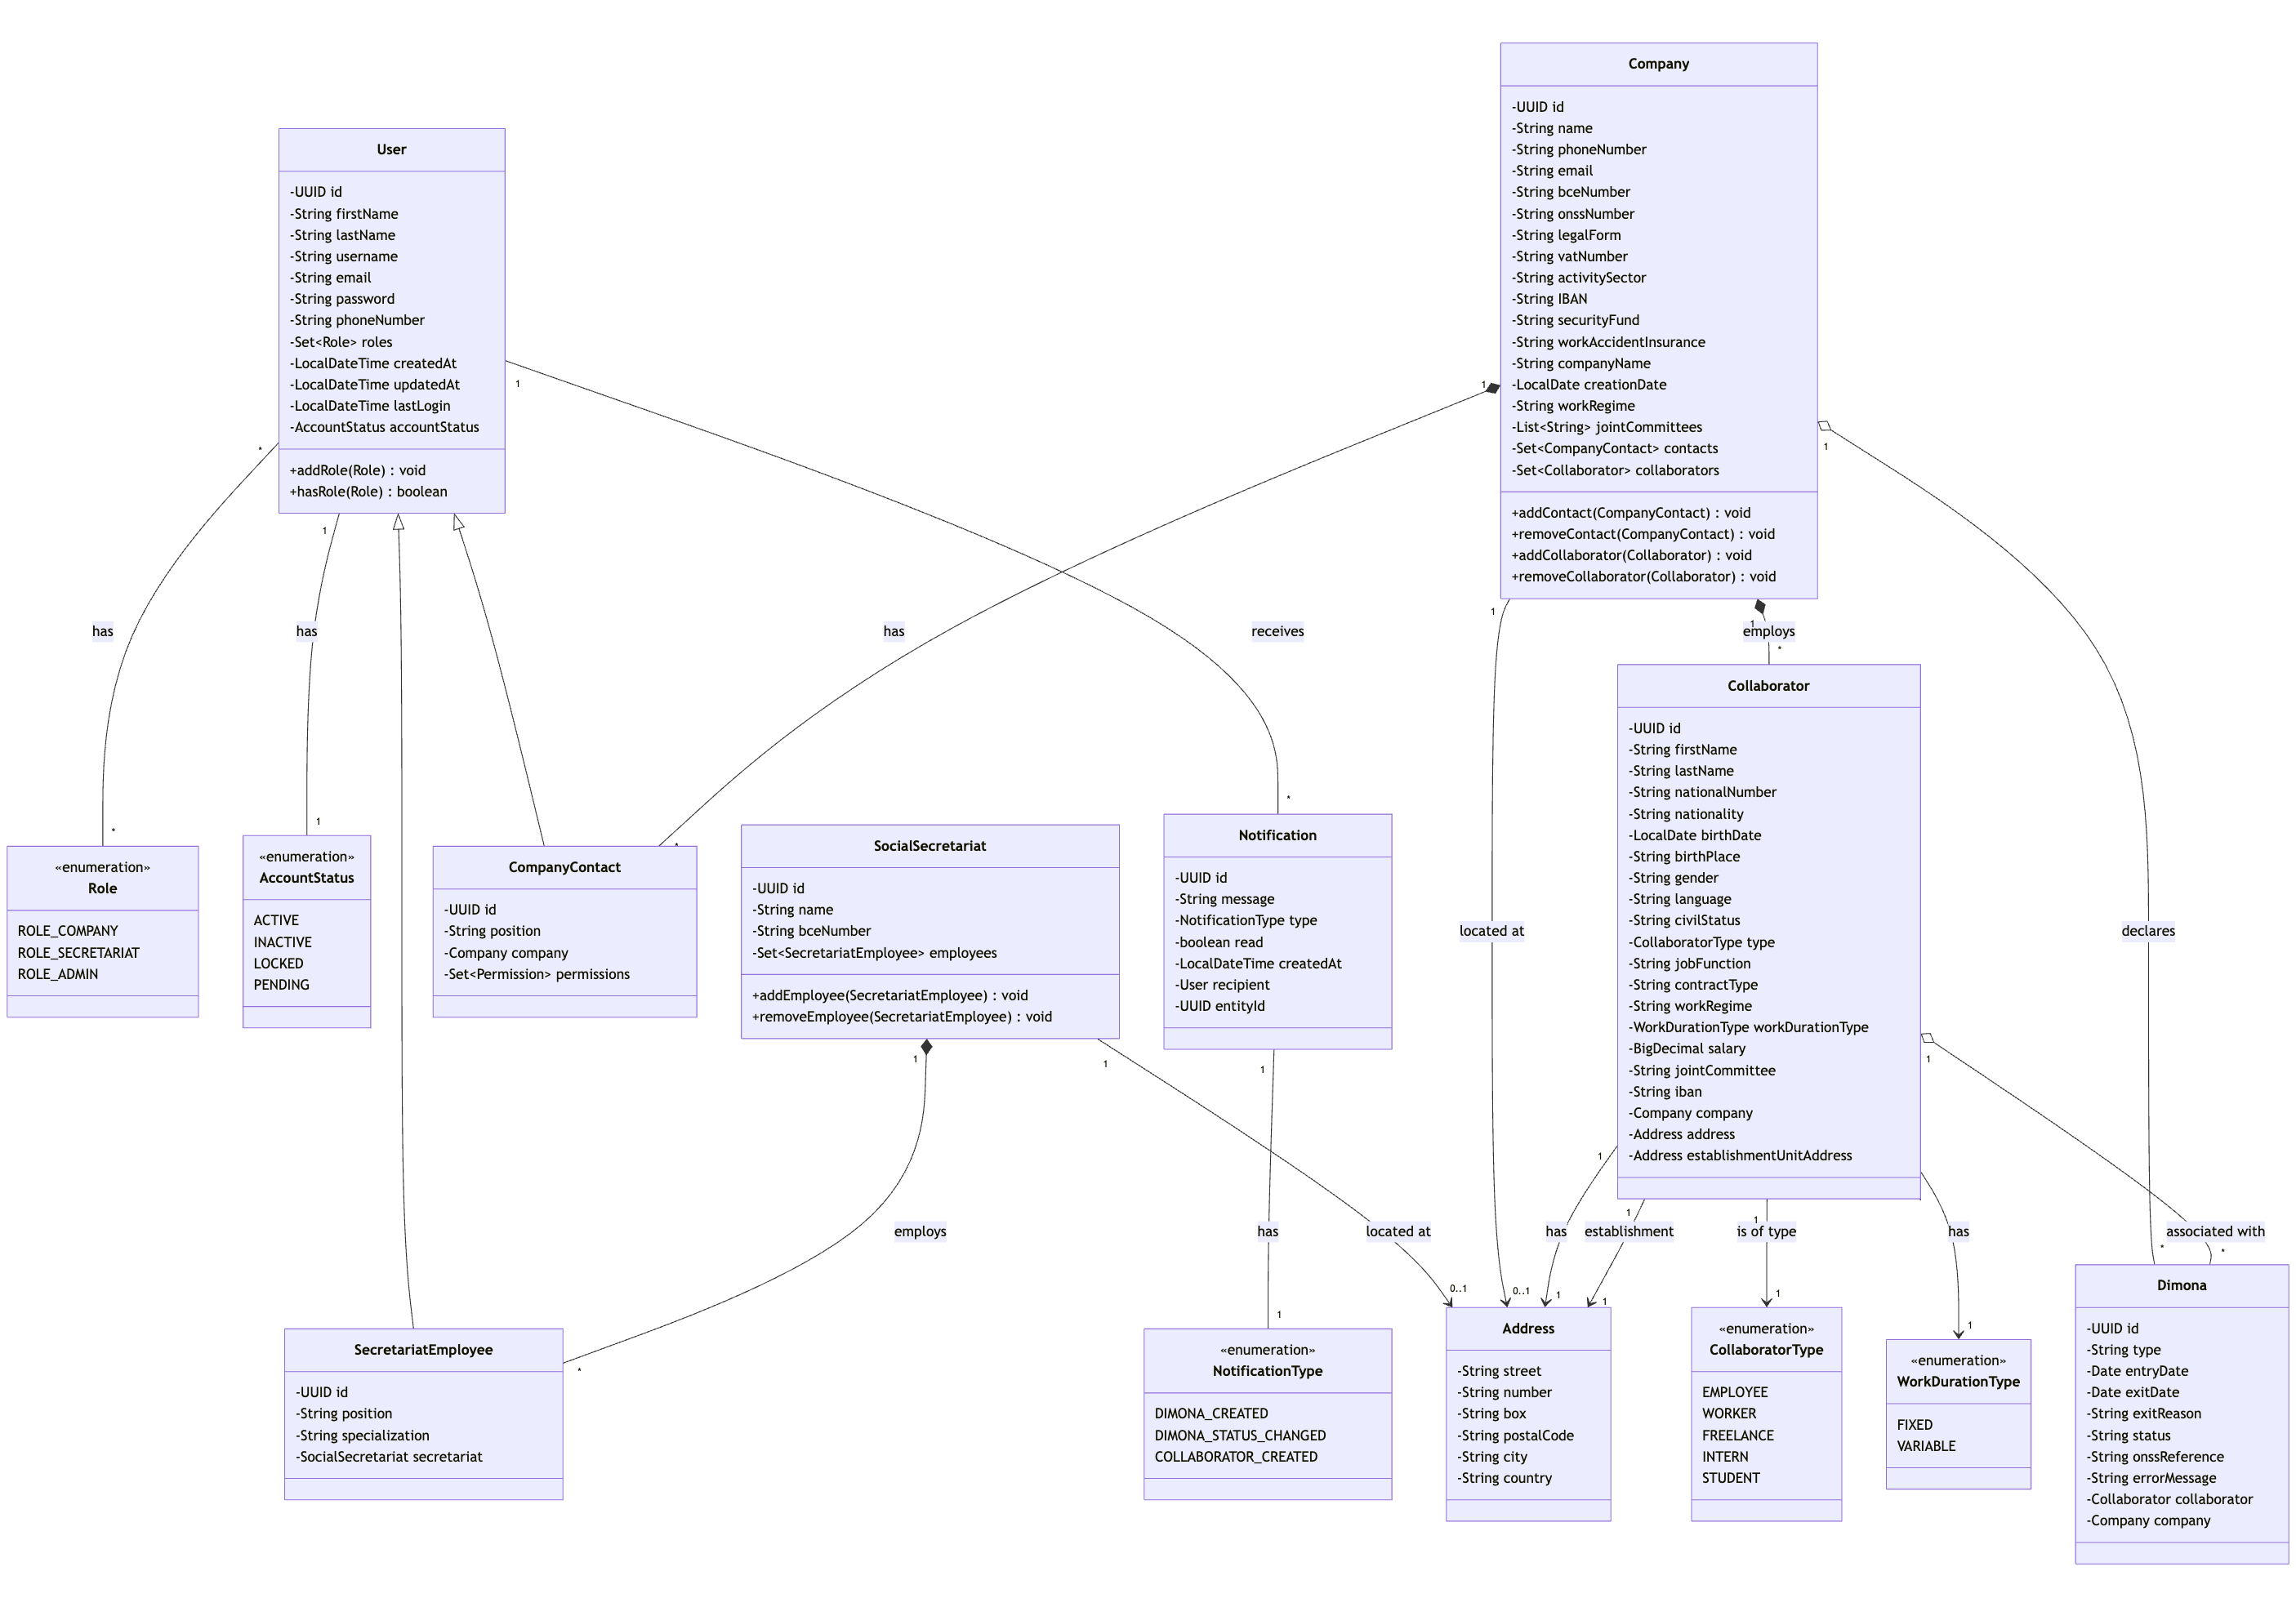 Company
-UUID id
-String name
-String phoneNumber
-String email
-String bceNumber
-String onssNumber
-String legalForm
-String vatNumber
-String activitySector
-String IBAN
-String securityFund
-String workAccidentInsurance
-String companyName
-LocalDate creationDate
-String workRegime
-List<String> jointCommittees
-Set<CompanyContact> contacts
-Set<Collaborator> collaborators
+addContact(CompanyContact) : void
+removeContact(CompanyContact) : void
+addCollaborator(Collaborator) : void
+removeCollaborator(Collaborator) : void
User
-UUID id
-String firstName
-String lastName
-String username
-String email
-String password
-String phoneNumber
-Set<Role> roles
-LocalDateTime createdAt
-LocalDateTime updatedAt
-LocalDateTime lastLogin
-AccountStatus accountStatus
+addRole(Role) : void
+hasRole(Role) : boolean
1
1
1
*
1
1
1
has
has
has
receives
employs
*
Collaborator
-UUID id
-String firstName
-String lastName
-String nationalNumber
-String nationality
-LocalDate birthDate
-String birthPlace
-String gender
-String language
-String civilStatus
-CollaboratorType type
-String jobFunction
-String contractType
-String workRegime
-WorkDurationType workDurationType
-BigDecimal salary
-String jointCommittee
-String iban
-Company company
-Address address
-Address establishmentUnitAddress
*
1
*
*
located at
declares
«enumeration»
Role
ROLE_COMPANY
ROLE_SECRETARIAT
ROLE_ADMIN
«enumeration»
AccountStatus
ACTIVE
INACTIVE
LOCKED
PENDING
CompanyContact
-UUID id
-String position
-Company company
-Set<Permission> permissions
SocialSecretariat
-UUID id
-String name
-String bceNumber
-Set<SecretariatEmployee> employees
+addEmployee(SecretariatEmployee) : void
+removeEmployee(SecretariatEmployee) : void
Notification
-UUID id
-String message
-NotificationType type
-boolean read
-LocalDateTime createdAt
-User recipient
-UUID entityId
1
1
1
1
1
1
1
employs
located at
has
has
establishment
is of type
has
associated with
*
*
0..1
0..1
1
1
1
1
*
1
SecretariatEmployee
-UUID id
-String position
-String specialization
-SocialSecretariat secretariat
«enumeration»
NotificationType
DIMONA_CREATED
DIMONA_STATUS_CHANGED
COLLABORATOR_CREATED
Address
-String street
-String number
-String box
-String postalCode
-String city
-String country
«enumeration»
CollaboratorType
EMPLOYEE
WORKER
FREELANCE
INTERN
STUDENT
«enumeration»
WorkDurationType
FIXED
VARIABLE
Dimona
-UUID id
-String type
-Date entryDate
-Date exitDate
-String exitReason
-String status
-String onssReference
-String errorMessage
-Collaborator collaborator
-Company company